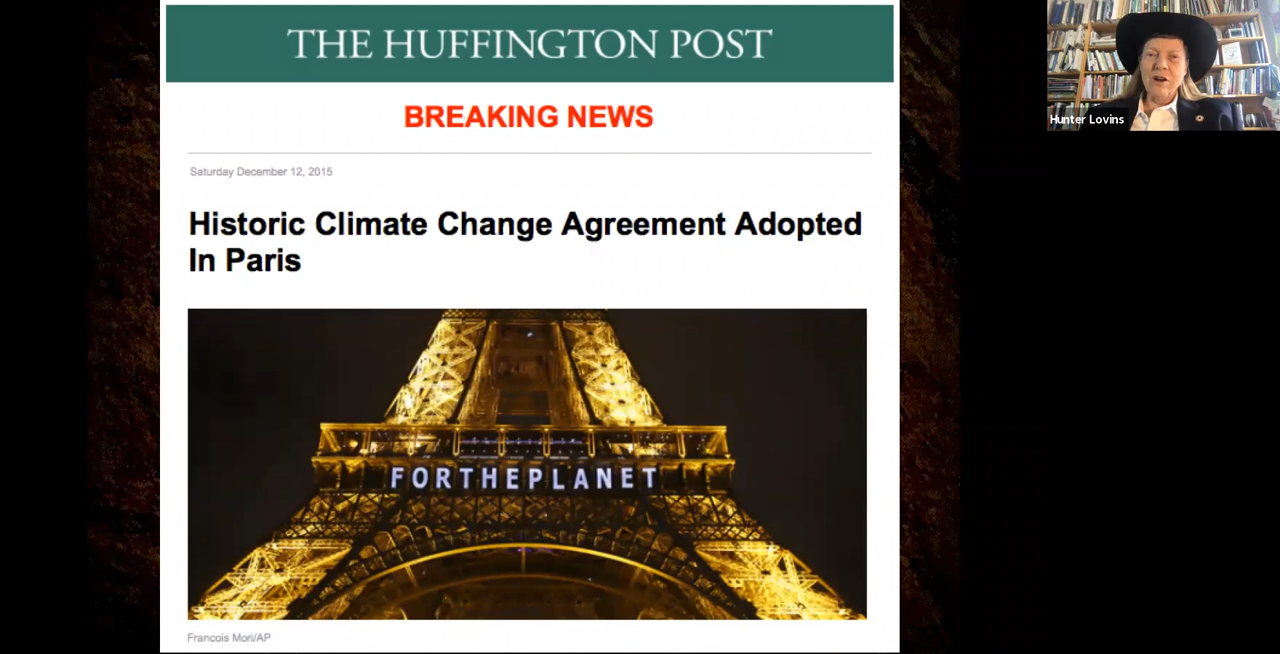 THE HUFFINGTON POST
BREAKING NEWS
Saturday December 12, 2015
Historic Climate Change Agreement Adopted
In Paris
FORTHEPLANET
Francois Mori/AP
Hunter Lovins